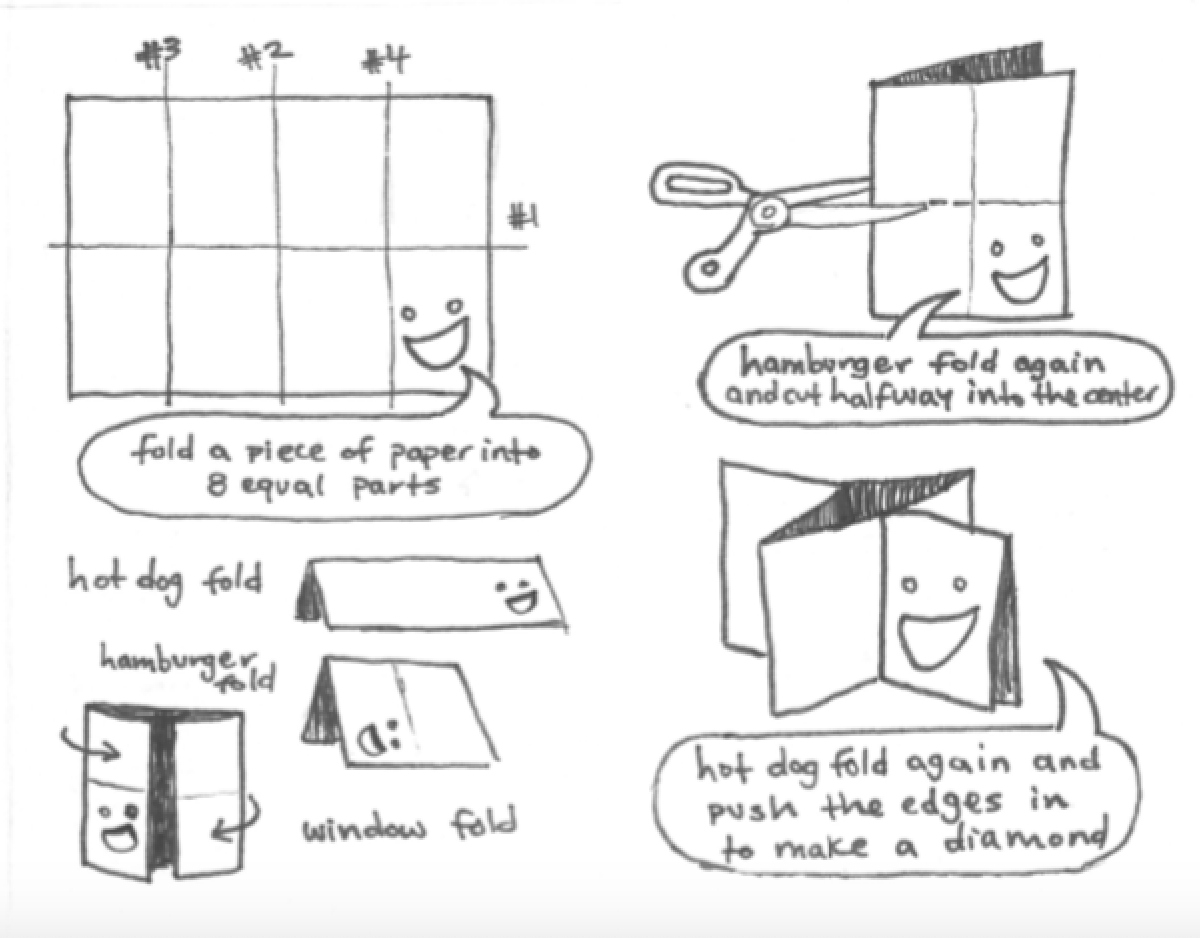 #3 #2 #4
#1
fold a piece of paper into
8 equal parts
hot dog fold
hamburger
fold
window fold
hamburger fold again
and cut halfway into the center
hot dog fold again and
push the edges in
to make a diamond